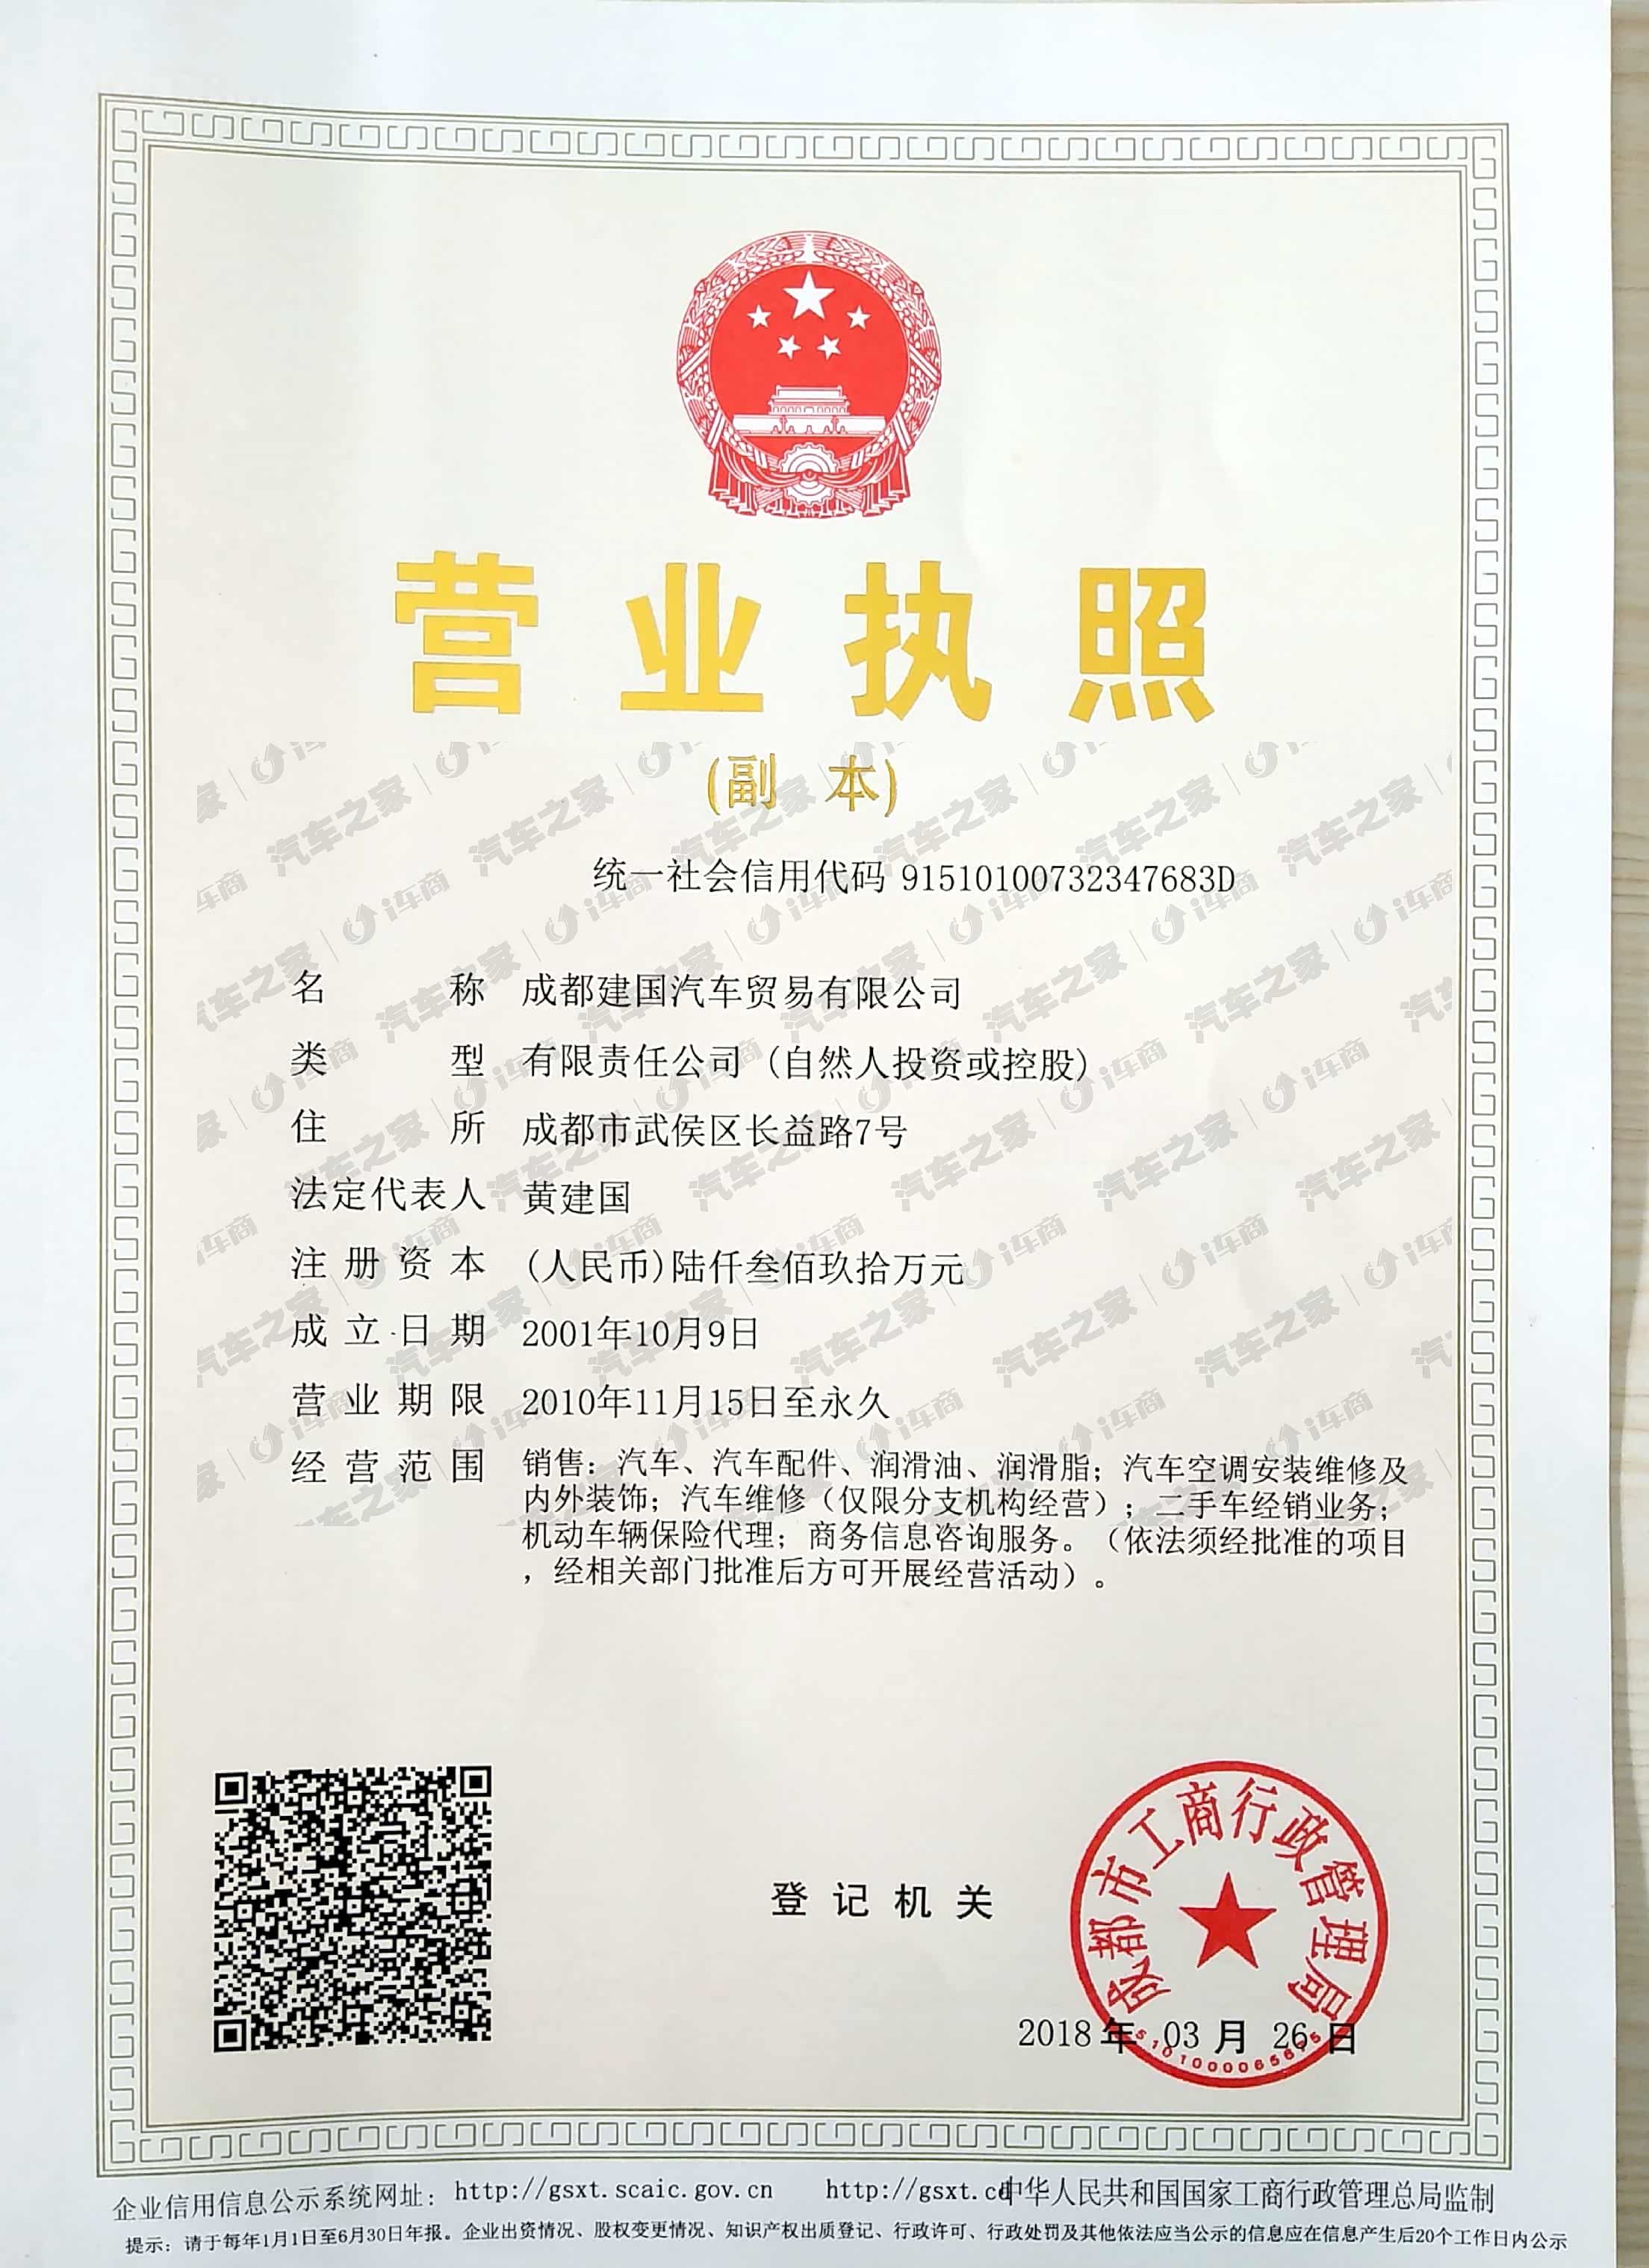 营业执照
(副 本)
统一社会信用代码 91510100732347683D
名称 成都建国汽车贸易有限公司
类型 有限责任公司（自然人投资或控股）
住所 成都市武侯区长益路7号
法定代表人 黄建国
注册资本 (人民币)陆仟叁佰玖拾万元
成立日期 2001年10月9日
营业期限 2010年11月15日至永久
经营范围 销售：汽车、汽车配件、润滑油、润滑脂；汽车空调安装维修及
内外装饰；汽车维修（仅限分支机构经营）；二手车经销业务；
机动车辆保险代理；商务信息咨询服务。（依法须经批准的项目
，经相关部门批准后方可开展经营活动）。
登记机关
成都市工商行政管理局
2018 年 03 月 26 日
企业信用信息公示系统网址： http://gsxt.scaic.gov.cn http://gsxt.cd 中华人民共和国国家工商行政管理总局监制
提示：请于每年1月1日至6月30日年报。企业出资情况、股权变更情况、知识产权出质登记、行政许可、行政处罚及其他依法应当公示的信息应在信息产生后20个工作日内公示
汽车之家 i车商